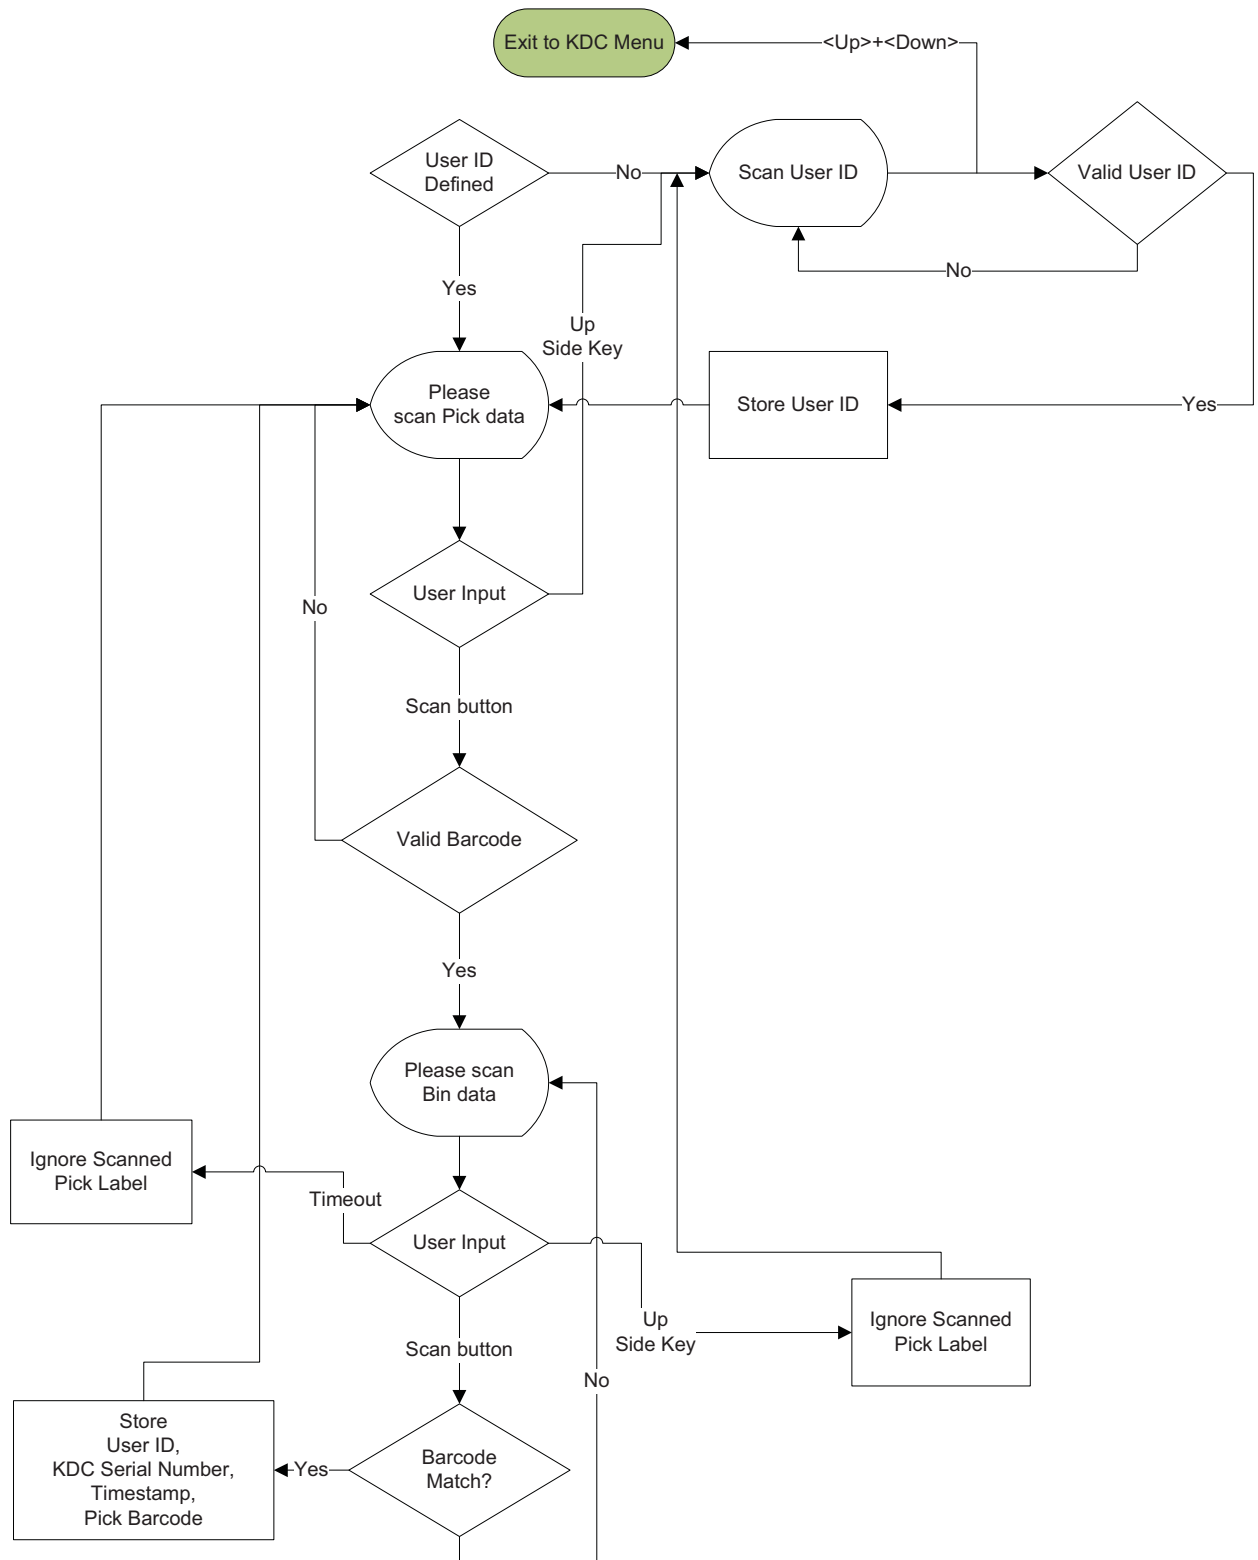 Exit to KDC Menu
<Up>+<Down>
User ID
Defined
No
Scan User ID
Valid User ID
No
Yes
Up
Side Key
Please
scan Pick data
Store User ID
Yes
User Input
No
Scan button
Valid Barcode
Yes
Please scan
Bin data
Ignore Scanned
Pick Label
Timeout
User Input
Up
Side Key
Ignore Scanned
Pick Label
Scan button
No
Store
User ID,
KDC Serial Number,
Timestamp,
Pick Barcode
Yes
Barcode
Match?